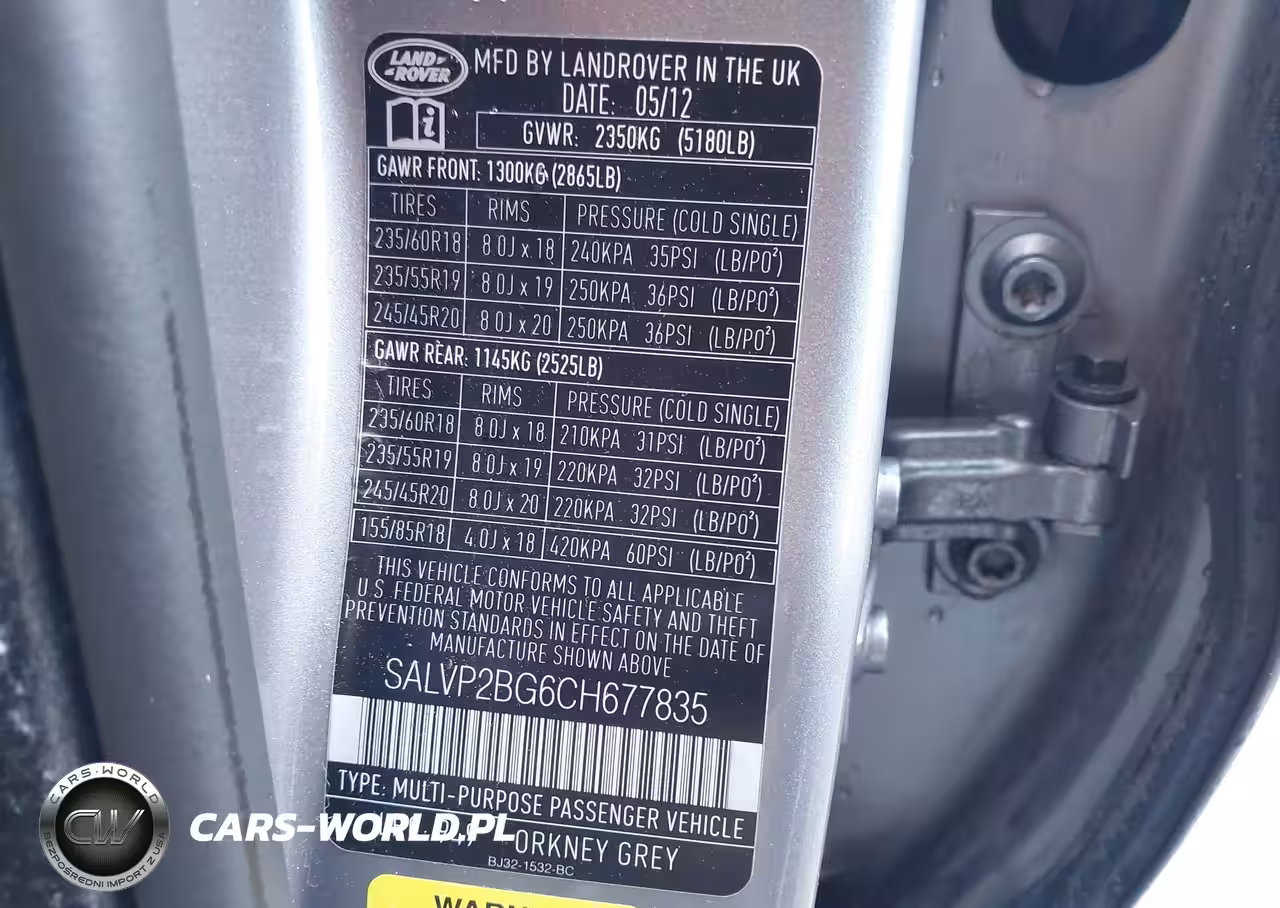 LAND-
-ROVER
MFD BY LANDROVER IN THE UK
DATE: 05/12
GVWR: 2350KG (5180LB)
GAWR FRONT: 1300KG (2865LB)
TIRES RIMS PRESSURE (COLD SINGLE)
235/60R18 8.0J x 18 240KPA 35PSI (LB/PO²)
235/55R19 8.0J x 19 250KPA 36PSI (LB/PO²)
245/45R20 8.0J x 20 250KPA 36PSI (LB/PO²)
GAWR REAR: 1145KG (2525LB)
TIRES RIMS PRESSURE (COLD SINGLE)
235/60R18 8.0J x 18 210KPA 31PSI (LB/PO²)
235/55R19 8.0J x 19 220KPA 32PSI (LB/PO²)
245/45R20 8.0J x 20 220KPA 32PSI (LB/PO²)
155/85R18 4.0J x 18 420KPA 60PSI (LB/PO²)
THIS VEHICLE CONFORMS TO ALL APPLICABLE
U.S. FEDERAL MOTOR VEHICLE SAFETY AND THEFT
PREVENTION STANDARDS IN EFFECT ON THE DATE OF
MANUFACTURE SHOWN ABOVE
SALVP2BG6CH677835
TYPE: MULTI-PURPOSE PASSENGER VEHICLE
ORKNEY GREY
BJ32-1532-BC
CARS-WORLD
CW
BEZPOŚREDNI IMPORT Z USA
CARS-WORLD.PL